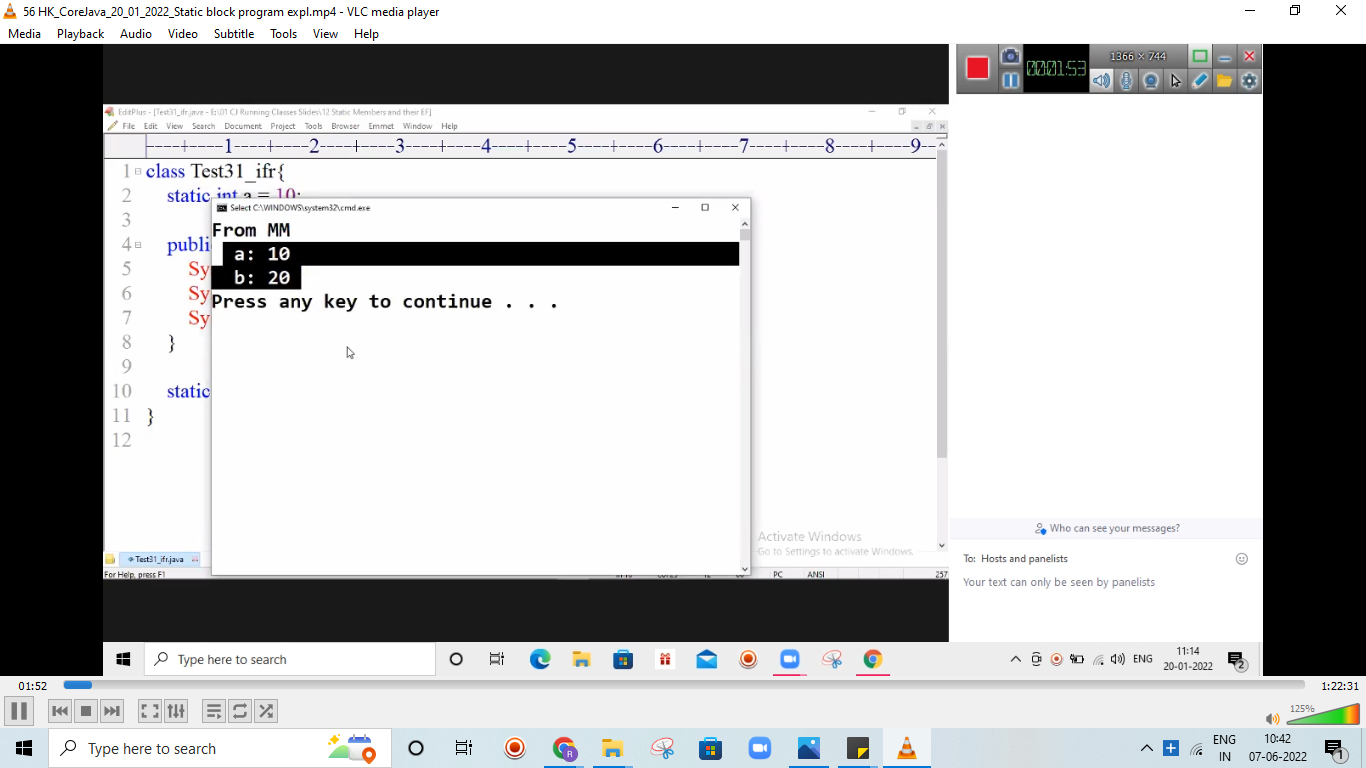 56 HK_CoreJava_20_01_2022_Static block program expl.mp4 - VLC media player
Media Playback Audio Video Subtitle Tools View Help
1366 × 744
00:01:53
EditPlus - [Test31_ifr.java - E:\01 CJ Running Classes Slides\12 Static Members and their EF]
File Edit View Search Document Project Tools Browser Emmet Window Help
----+----1----+----2----+----3----+----4----+----5----+----6----+----7----+----8----+----9--
1 class Test31_ifr{
2 static int a = 10;
3
4 publi
5 Sy
6 Sy
7 Sy
8 }
9
10 static
11 }
12
Select C:\WINDOWS\system32\cmd.exe
From MM
a: 10
b: 20
Press any key to continue . . .
Activate Windows
Go to Settings to activate Windows.
Test31_ifr.java
For Help, press F1
PC ANSI 257
Who can see your messages?
To: Hosts and panelists
Your text can only be seen by panelists
Type here to search
ENG
11:14
20-01-2022
2
01:52
1:22:31
125%
Type here to search
ENG
IN
10:42
07-06-2022
1